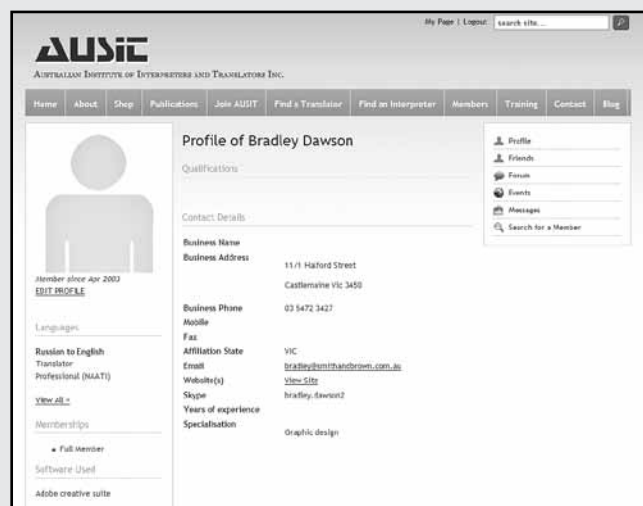 My Page | Logout search site...
AUSIT
AUSTRALIAN INSTITUTE OF INTERPRETERS AND TRANSLATORS INC.
Home About Shop Publications Join AUSIT Find a Translator Find an Interpreter Members Training Contact Blog
Member since Apr 2003
EDIT PROFILE
Languages
Russian to English
Translator
Professional (NAATI)
View All »
Memberships
Full Member
Software Used
Adobe creative suite
Profile of Bradley Dawson
Qualifications
Contact Details
Business Name
Business Address
11/1 Halford Street
Castlemaine Vic 3450
Business Phone 03 5472 3427
Mobile
Fax
Affiliation State VIC
Email bradley@smithandbrown.com.au
Website(s) View Site
Skype bradley.dawson2
Years of experience
Specialisation
Graphic design
Profile
Friends
Forum
Events
Messages
Search for a Member